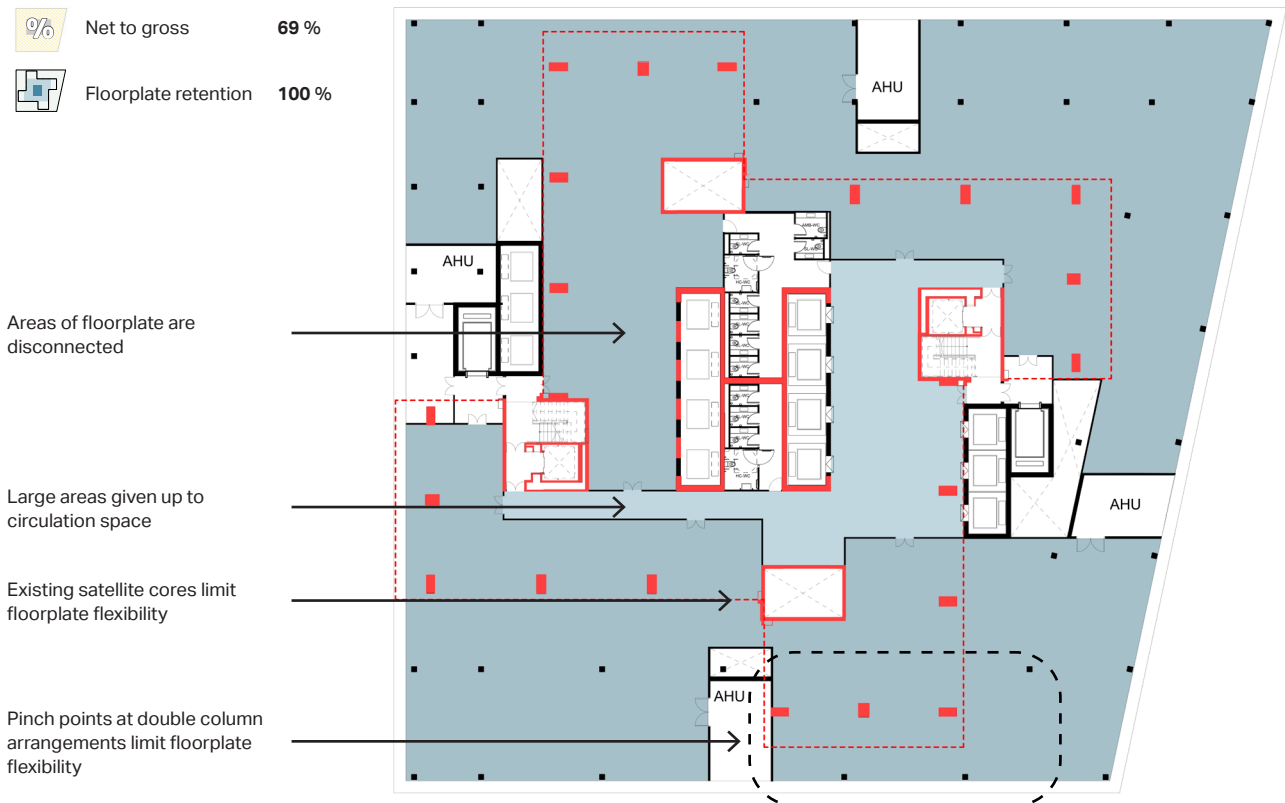 % Net to gross 69 %
Floorplate retention 100 %
AHU
AMB-WC
AHU
Areas of floorplate are
disconnected
Large areas given up to
circulation space
AHU
Existing satellite cores limit
floorplate flexibility
AHU
Pinch points at double column
arrangements limit floorplate
flexibility